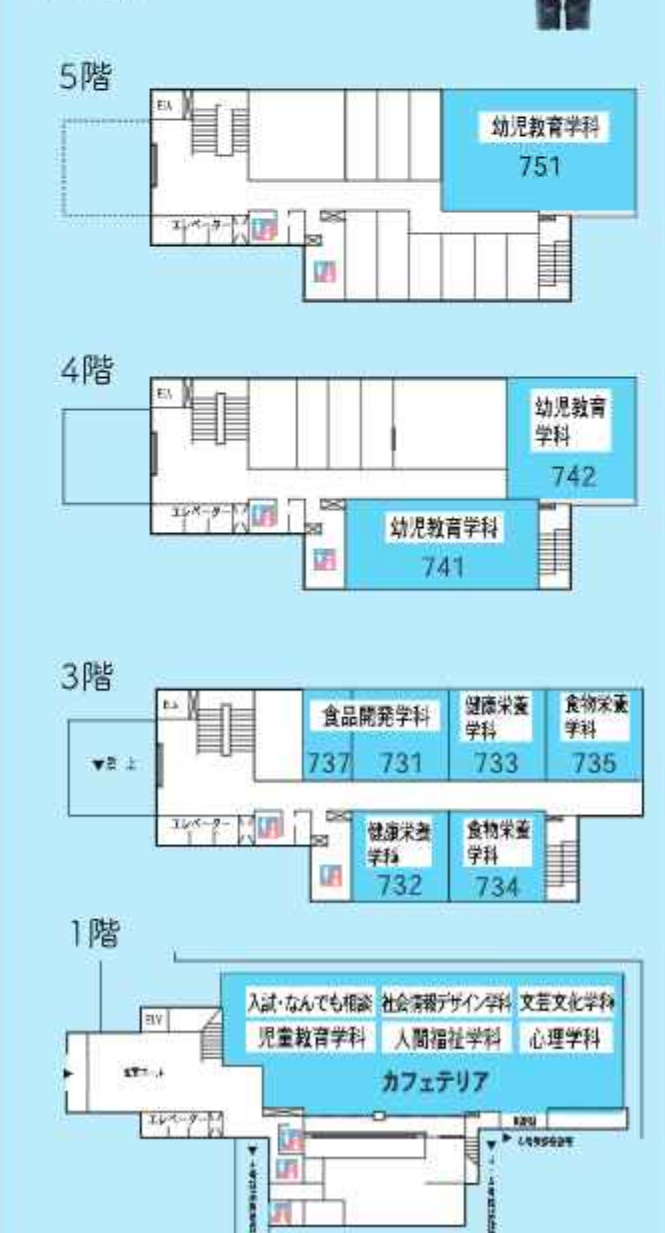 5階
幼児教育学科
751
エレベーター
4階
幼児教育
学科
742
エレベーター
幼児教育学科
741
3階
食品開発学科
健康栄養
学科
食物栄養
学科
737
731
733
735
エレベーター
健康栄養
学科
食物栄養
学科
732
734
1階
入試・なんでも相談
社会情報デザイン学科
文芸文化学科
児童教育学科
人間福祉学科
心理学科
ELV
カフェテリア
エレベーター